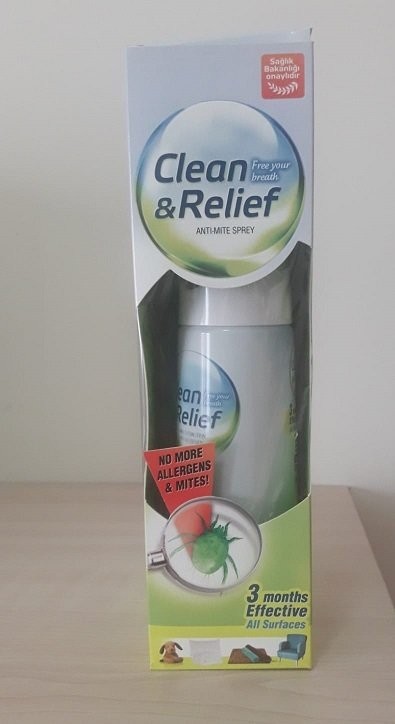 Sağlık
Bakanlığı
onaylıdır
Clean
Free your
breath
& Relief
ANTI-MITE SPREY
ean
Free your
breath
Relief
NO MORE
ALLERGENS
& MITES!
3 months
Effective
All Surfaces